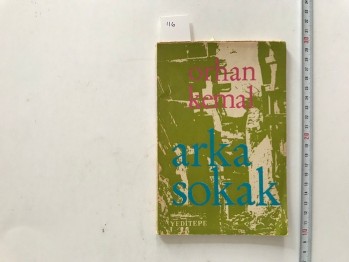 116
orhan
kemal
arka
sokak
YEDİTEPE